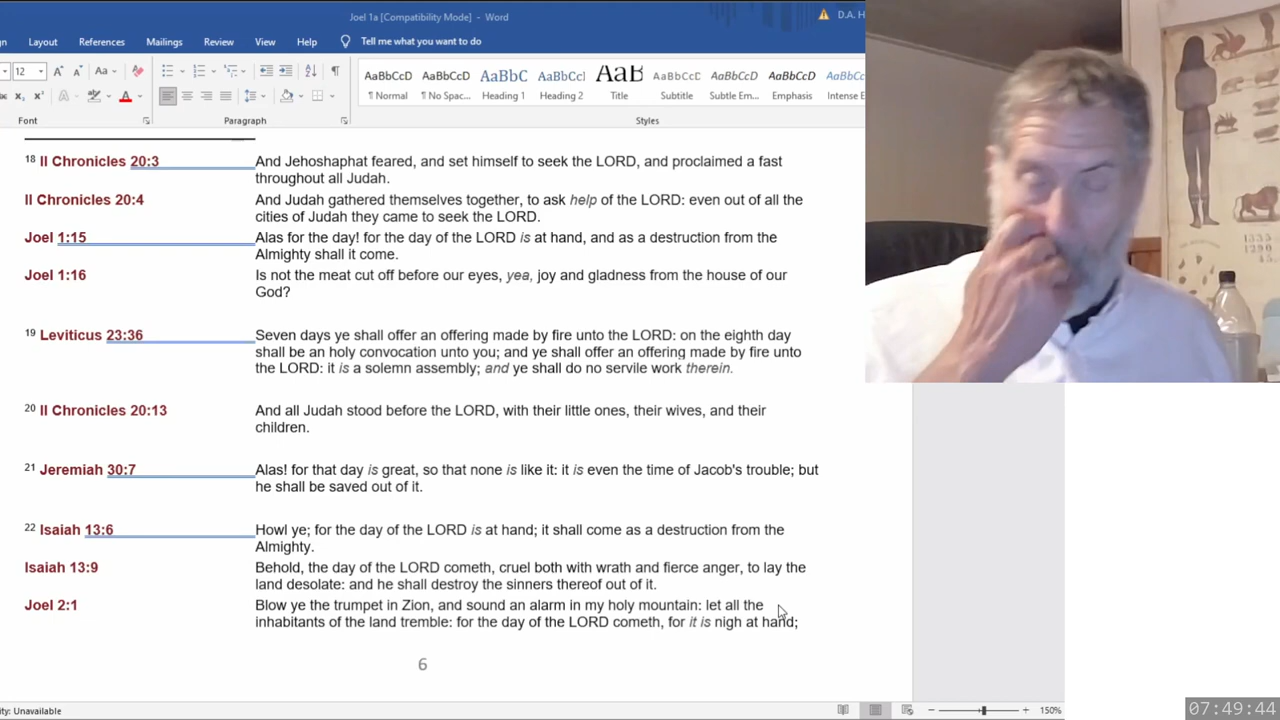 Joel 1a [Compatibility Mode] - Word
D.A. H
Layout References Mailings Review View Help Tell me what you want to do
12 Aa
AaBbCcD AaBbCcD AaBbC AaBbCcl AaB AaBbCcD AaBbCcD AaBbCcD AaBbCc
¶ Normal ¶ No Spac... Heading 1 Heading 2 Title Subtitle Subtle Em... Emphasis Intense E
Font Paragraph Styles
18 II Chronicles 20:3 And Jehoshaphat feared, and set himself to seek the LORD, and proclaimed a fast
throughout all Judah.
II Chronicles 20:4 And Judah gathered themselves together, to ask help of the LORD: even out of all the
cities of Judah they came to seek the LORD.
Joel 1:15 Alas for the day! for the day of the LORD is at hand, and as a destruction from the
Almighty shall it come.
Joel 1:16 Is not the meat cut off before our eyes, yea, joy and gladness from the house of our
God?
19 Leviticus 23:36 Seven days ye shall offer an offering made by fire unto the LORD: on the eighth day
shall be an holy convocation unto you; and ye shall offer an offering made by fire unto
the LORD: it is a solemn assembly; and ye shall do no servile work therein.
20 II Chronicles 20:13 And all Judah stood before the LORD, with their little ones, their wives, and their
children.
21 Jeremiah 30:7 Alas! for that day is great, so that none is like it: it is even the time of Jacob's trouble; but
he shall be saved out of it.
22 Isaiah 13:6 Howl ye; for the day of the LORD is at hand; it shall come as a destruction from the
Almighty.
Isaiah 13:9 Behold, the day of the LORD cometh, cruel both with wrath and fierce anger, to lay the
land desolate: and he shall destroy the sinners thereof out of it.
Joel 2:1 Blow ye the trumpet in Zion, and sound an alarm in my holy mountain: let all the
inhabitants of the land tremble: for the day of the LORD cometh, for it is nigh at hand;
6
ity: Unavailable
150%
07:49:44